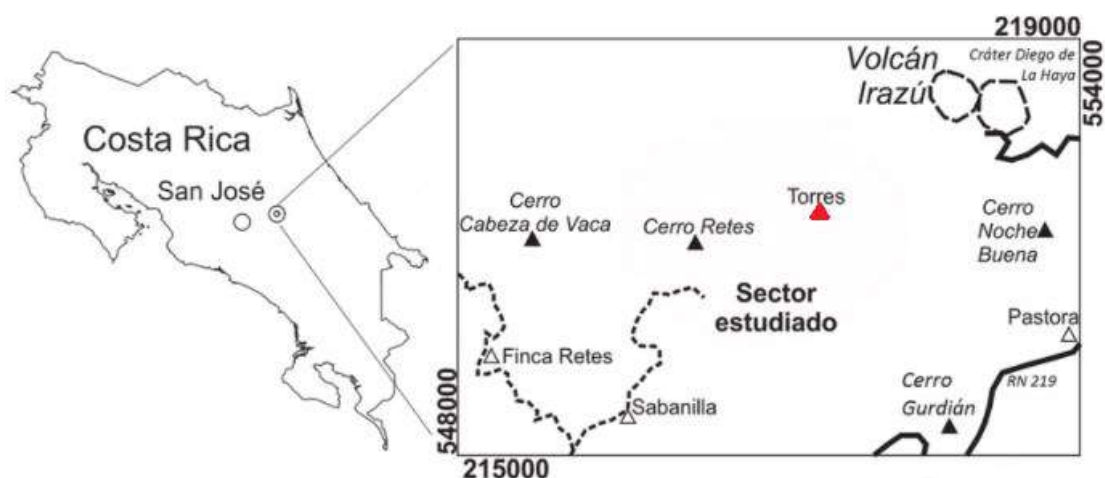 219000
Volcán
Irazú
Cráter Diego de
La Haya
554000
Costa Rica
San José
Cerro
Cabeza de Vaca
Cerro Retes
Torres
Cerro
Noche
Buena
Sector
estudiado
Pastora
Finca Retes
RN 219
Cerro
Gurdián
Sabanilla
548000
215000